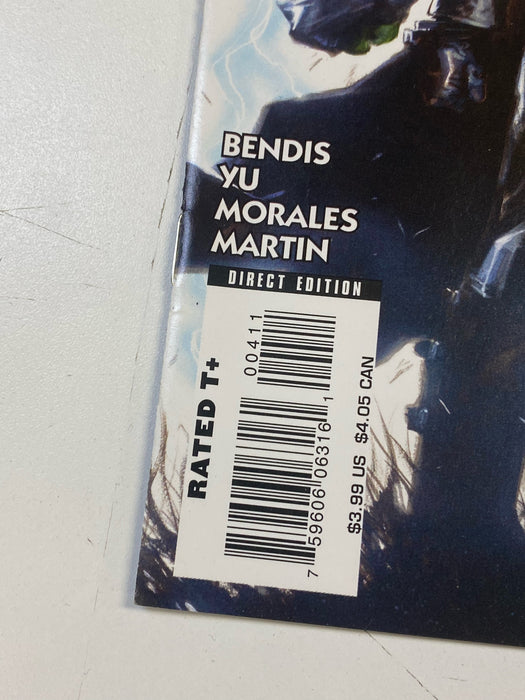 BENDIS
YU
MORALES
MARTIN
DIRECT EDITION
RATED T+
00411
7 59606 06316 1
$3.99 US $4.05 CAN